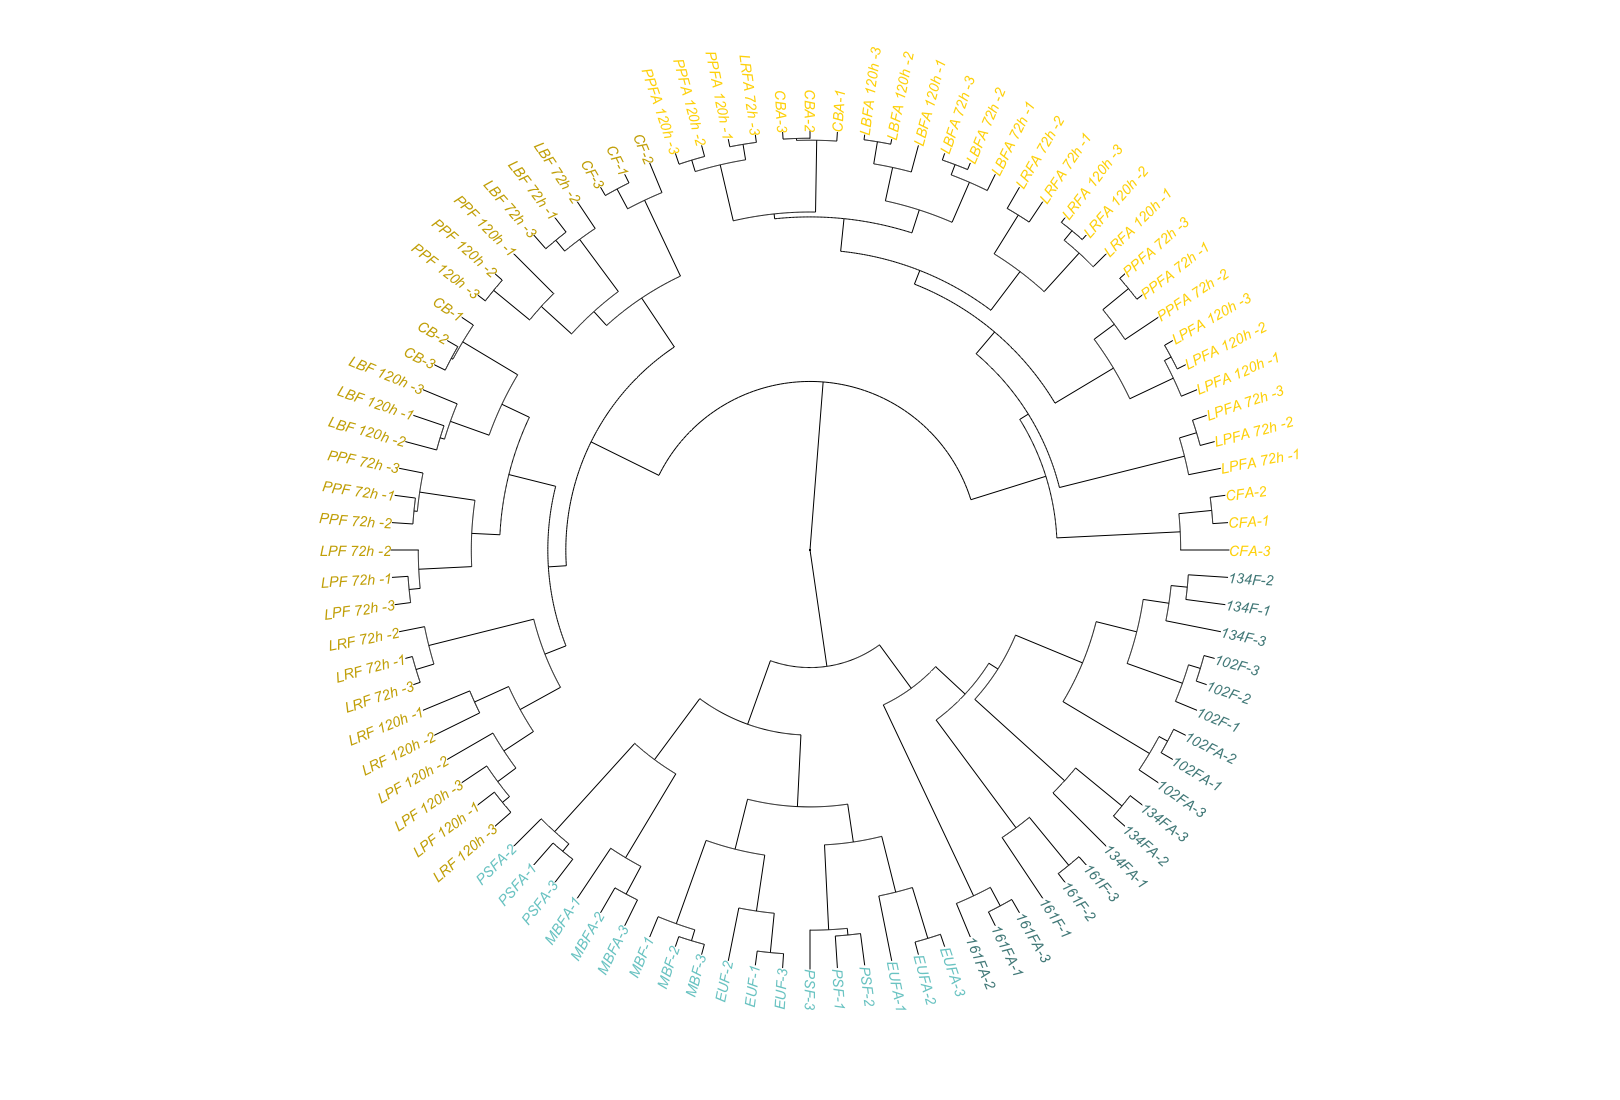 PPFA 120h -3
PPFA 120h -2
PPFA 120h -1
LRFA 72h -3
CBA-3
CBA-2
CBA-1
LBFA 120h -3
LBFA 120h -2
LBFA 120h -1
LBFA 72h -3
LBFA 72h -2
LBFA 72h -1
LRFA 72h -2
LRFA 72h -1
LRFA 120h -3
LRFA 120h -2
LRFA 120h -1
PPFA 72h -3
PPFA 72h -1
PPFA 72h -2
LPFA 120h -3
LPFA 120h -2
LPFA 120h -1
LPFA 72h -3
LPFA 72h -2
LPFA 72h -1
CFA-2
CFA-1
CFA-3
134F-2
134F-1
134F-3
102F-3
102F-2
102F-1
102FA-2
102FA-1
102FA-3
134FA-3
134FA-2
134FA-1
161F-3
161F-2
161F-1
161FA-3
161FA-1
161FA-2
EUFA-3
EUFA-2
EUFA-1
PSF-2
PSF-1
PSF-3
EUF-3
EUF-1
EUF-2
MBF-3
MBF-2
MBF-1
MBFA-3
MBFA-2
MBFA-1
PSFA-3
PSFA-1
PSFA-2
LRF 120h -3
LPF 120h -1
LPF 120h -3
LPF 120h -2
LRF 120h -2
LRF 120h -1
LRF 72h -3
LRF 72h -1
LRF 72h -2
LPF 72h -3
LPF 72h -1
LPF 72h -2
PPF 72h -2
PPF 72h -1
PPF 72h -3
LBF 120h -2
LBF 120h -1
LBF 120h -3
CB-3
CB-2
CB-1
PPF 120h -3
PPF 120h -2
PPF 120h -1
LBF 72h -3
LBF 72h -1
LBF 72h -2
CF-3
CF-1
CF-2